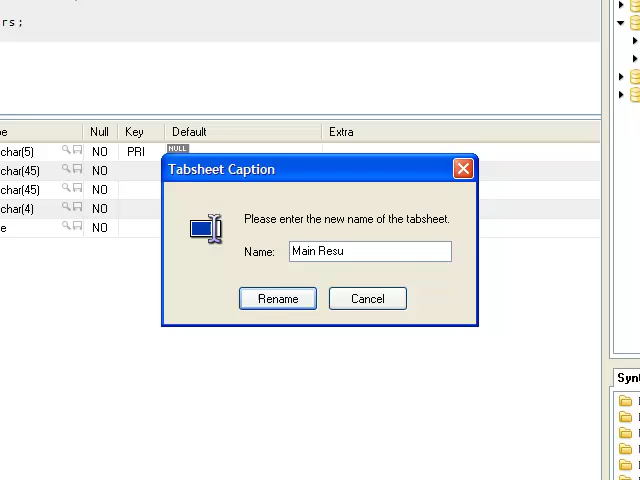 rs;
Null Key Default Extra
char(5) NO PRI NULL
char(45) NO
char(45) NO
char(4) NO
e NO
Tabsheet Caption
Please enter the new name of the tabsheet.
Name: Main Resu
Rename Cancel
Syn